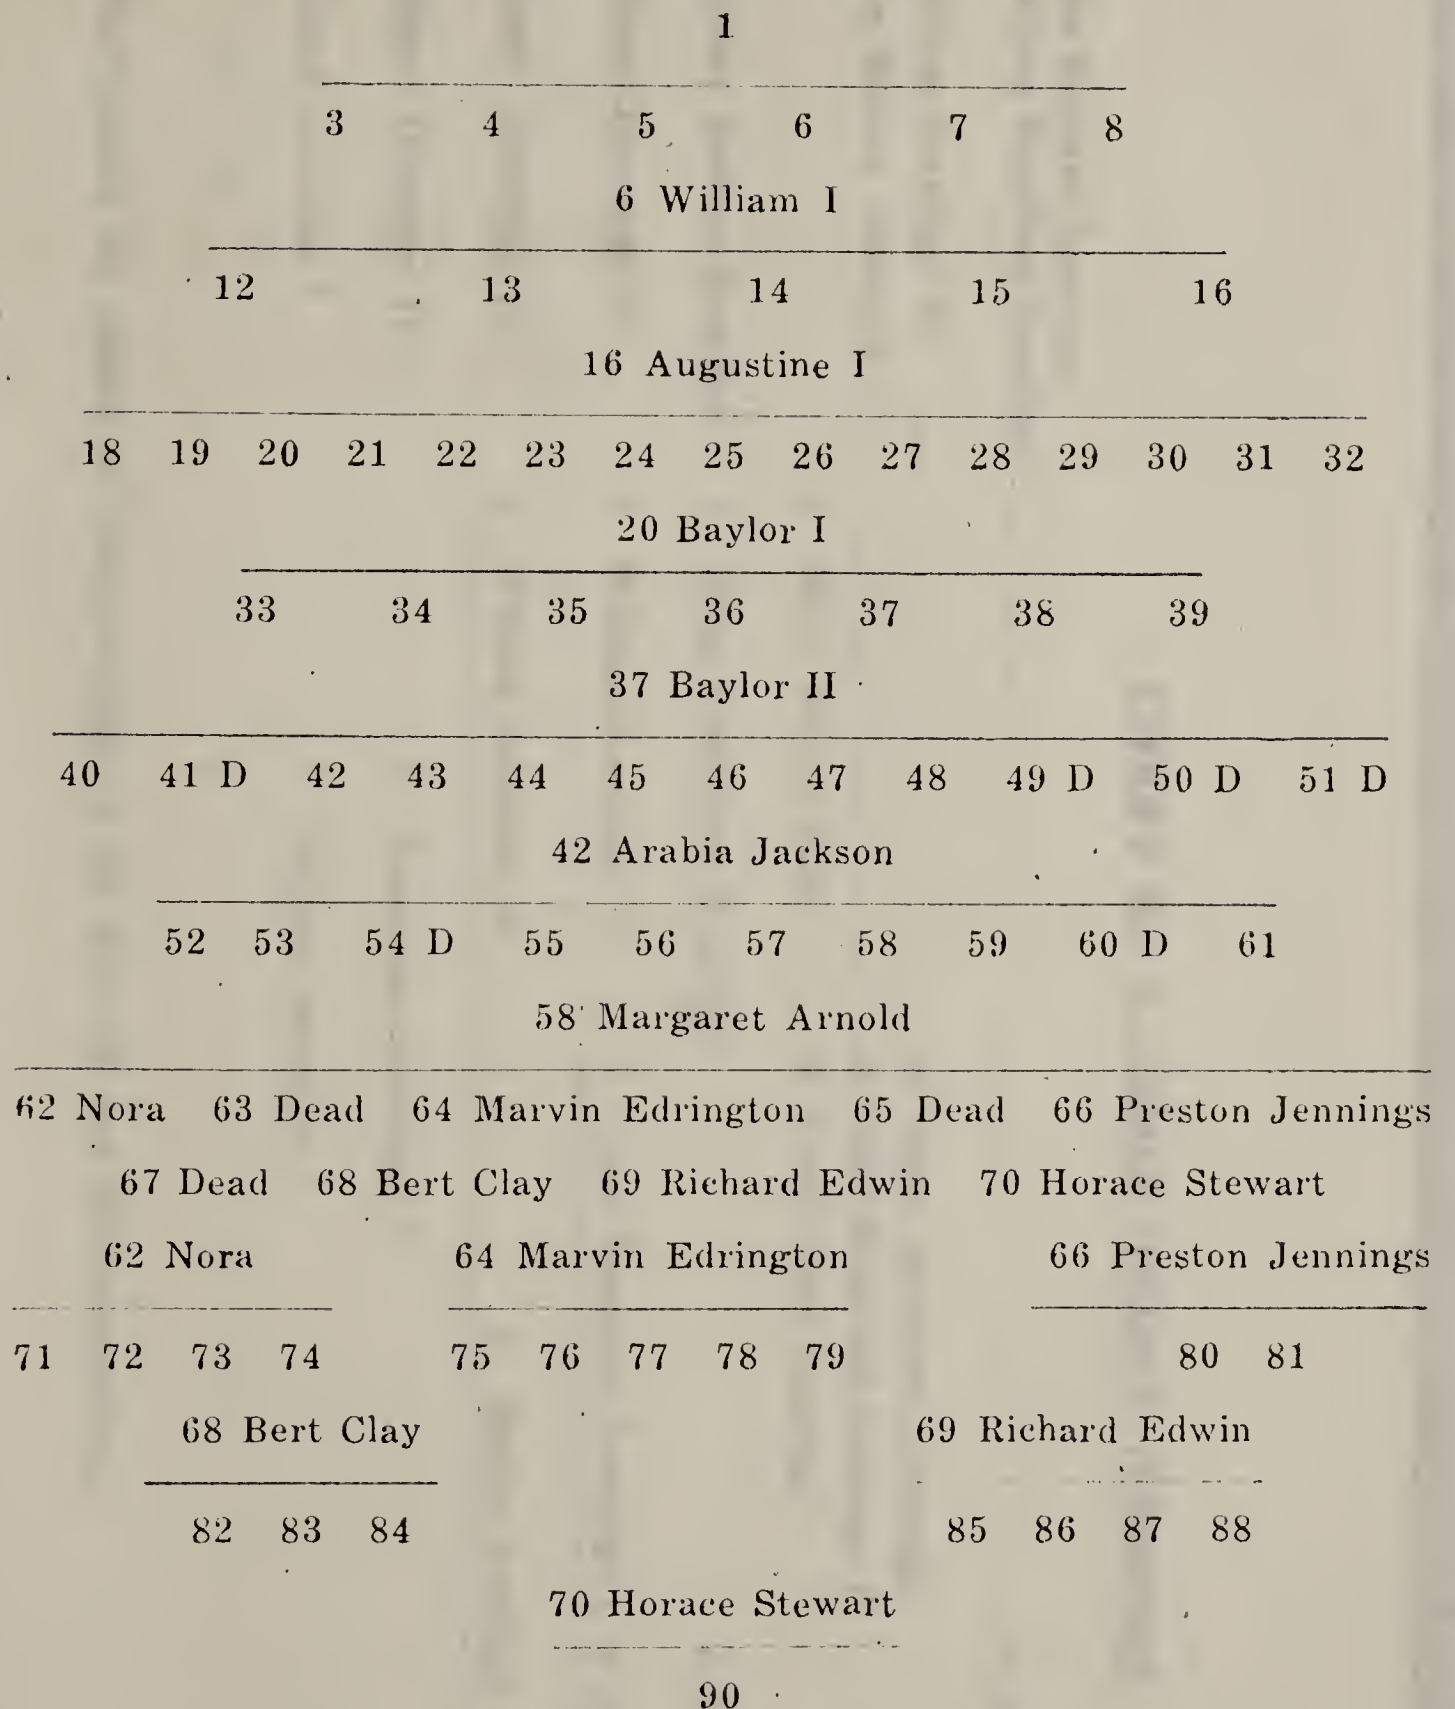 1
3 4 5 6 7 8
6 William I
12 13 14 15 16
16 Augustine I
18 19 20 21 22 23 24 25 26 27 28 29 30 31 32
20 Baylor I
33 34 35 36 37 38 39
37 Baylor II
40 41 D 42 43 44 45 46 47 48 49 D 50 D 51 D
42 Arabia Jackson
52 53 54 D 55 56 57 58 59 60 D 61
58 Margaret Arnold
62 Nora 63 Dead 64 Marvin Edrington 65 Dead 66 Preston Jennings
67 Dead 68 Bert Clay 69 Richard Edwin 70 Horace Stewart
62 Nora 64 Marvin Edrington 66 Preston Jennings
71 72 73 74 75 76 77 78 79 80 81
68 Bert Clay 69 Richard Edwin
82 83 84 85 86 87 88
70 Horace Stewart
90